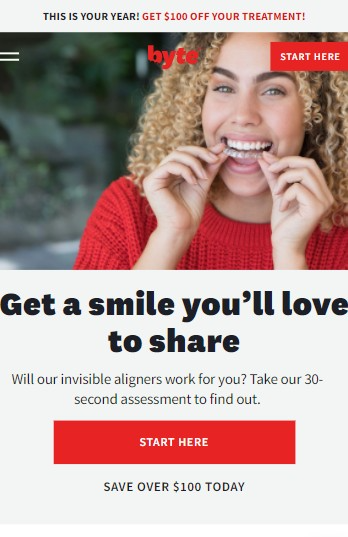 THIS IS YOUR YEAR! GET $100 OFF YOUR TREATMENT!
byte
START HERE
Get a smile you’ll love
to share
Will our invisible aligners work for you? Take our 30-
second assessment to find out.
START HERE
SAVE OVER $100 TODAY